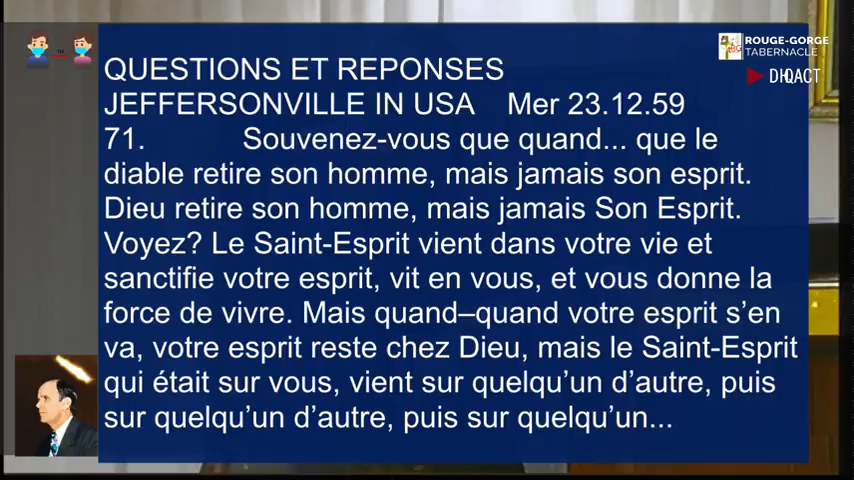 ROUGE-GORGE
TABERNACLE
QUESTIONS ET REPONSES
JEFFERSONVILLE IN USA Mer 23.12.59
71. Souvenez-vous que quand... que le
diable retire son homme, mais jamais son esprit.
Dieu retire son homme, mais jamais Son Esprit.
Voyez? Le Saint-Esprit vient dans votre vie et
sanctifie votre esprit, vit en vous, et vous donne la
force de vivre. Mais quand–quand votre esprit s’en
va, votre esprit reste chez Dieu, mais le Saint-Esprit
qui était sur vous, vient sur quelqu’un d’autre, puis
sur quelqu’un d’autre, puis sur quelqu’un...